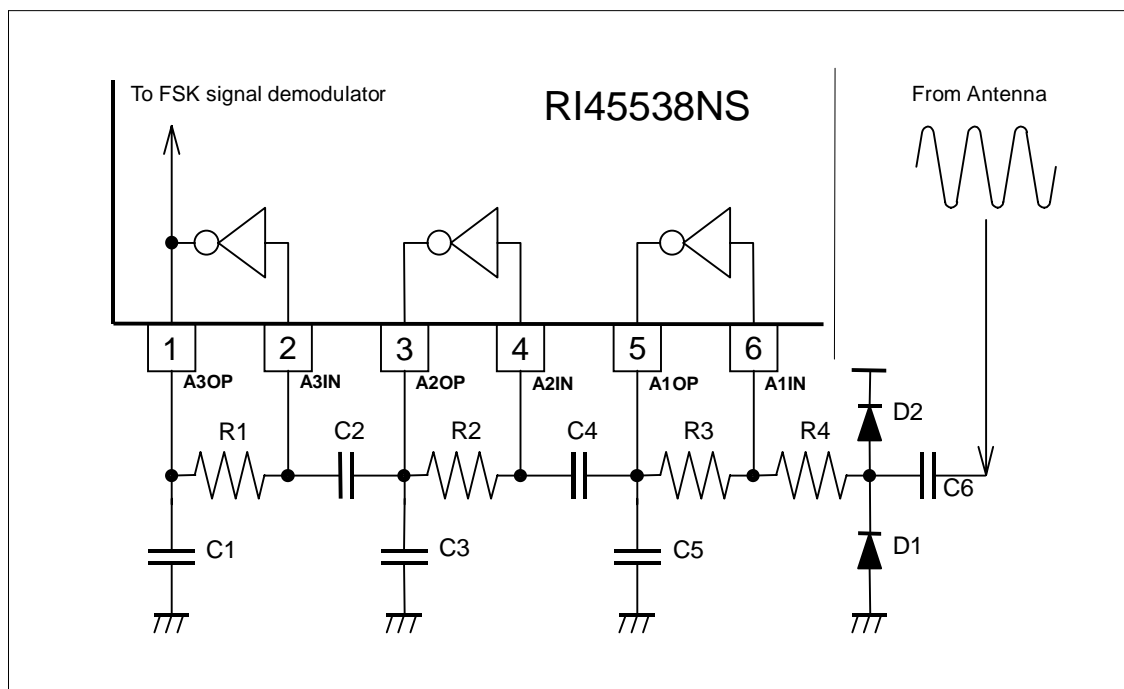 To FSK signal demodulator
RI45538NS
From Antenna
1
2
3
4
5
6
A3OP
A3IN
A2OP
A2IN
A1OP
A1IN
R1
C2
R2
C4
R3
R4
D2
C6
C1
C3
C5
D1